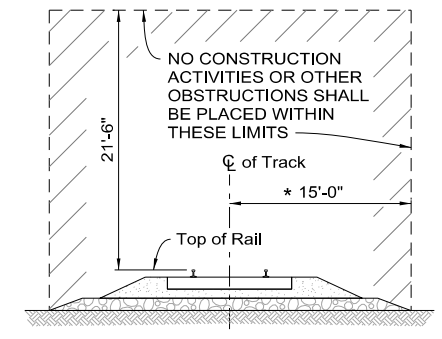 NO CONSTRUCTION
ACTIVITIES OR OTHER
OBSTRUCTIONS SHALL
BE PLACED WITHIN
THESE LIMITS
21'-6"
℄ of Track
* 15'-0"
Top of Rail